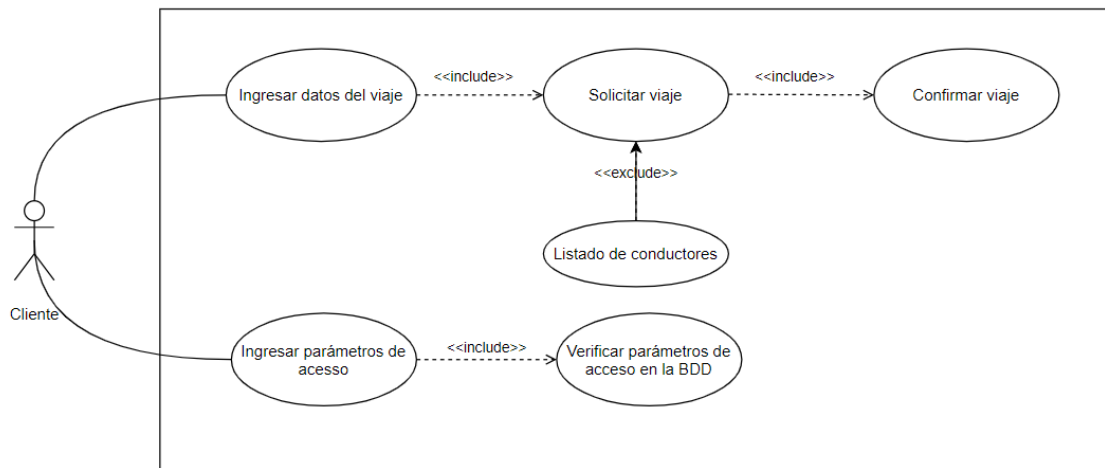 <<include>>
<<include>>
Ingresar datos del viaje
Solicitar viaje
Confirmar viaje
<<exclude>>
Listado de conductores
Cliente
Ingresar parámetros de
acesso
<<include>>
Verificar parámetros de
acceso en la BDD